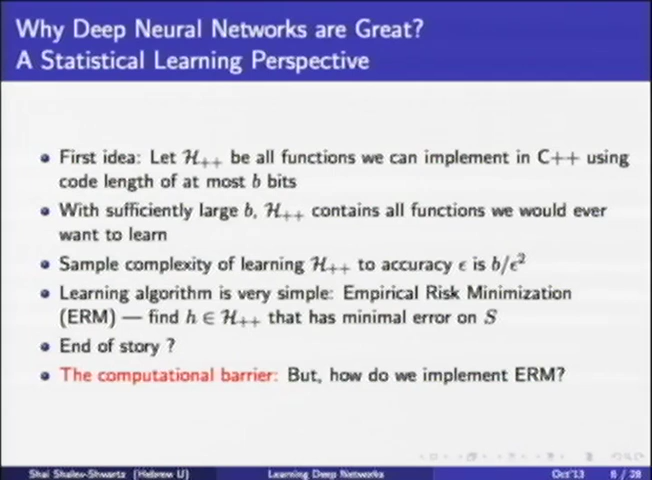 Why Deep Neural Networks are Great?
A Statistical Learning Perspective
First idea: Let H++ be all functions we can implement in C++ using
code length of at most b bits
With sufficiently large b, H++ contains all functions we would ever
want to learn
Sample complexity of learning H++ to accuracy ϵ is b/ϵ²
Learning algorithm is very simple: Empirical Risk Minimization
(ERM) — find h ∈ H++ that has minimal error on S
End of story ?
The computational barrier: But, how do we implement ERM?
Shai Shalev-Shwartz (Hebrew U) Learning Deep Networks Oct'13 / 28